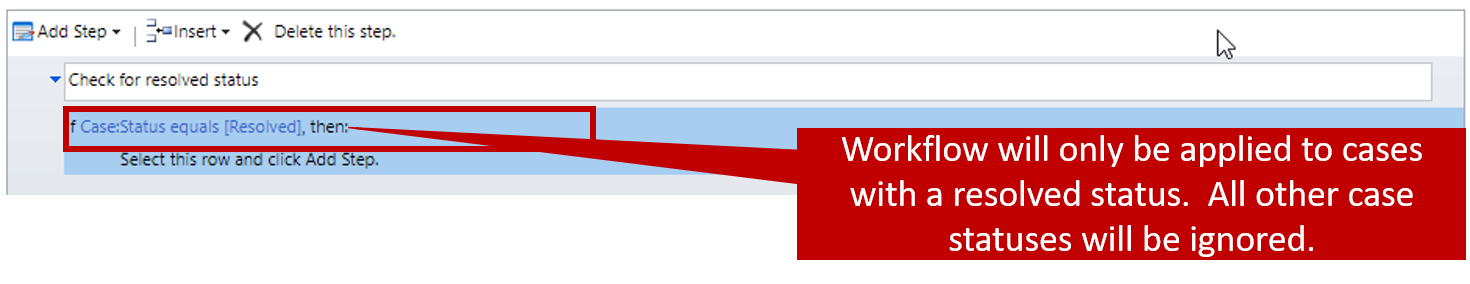 Add Step Insert Delete this step.
Check for resolved status
f Case:Status equals [Resolved], then:
Select this row and click Add Step.
Workflow will only be applied to cases
with a resolved status. All other case
statuses will be ignored.